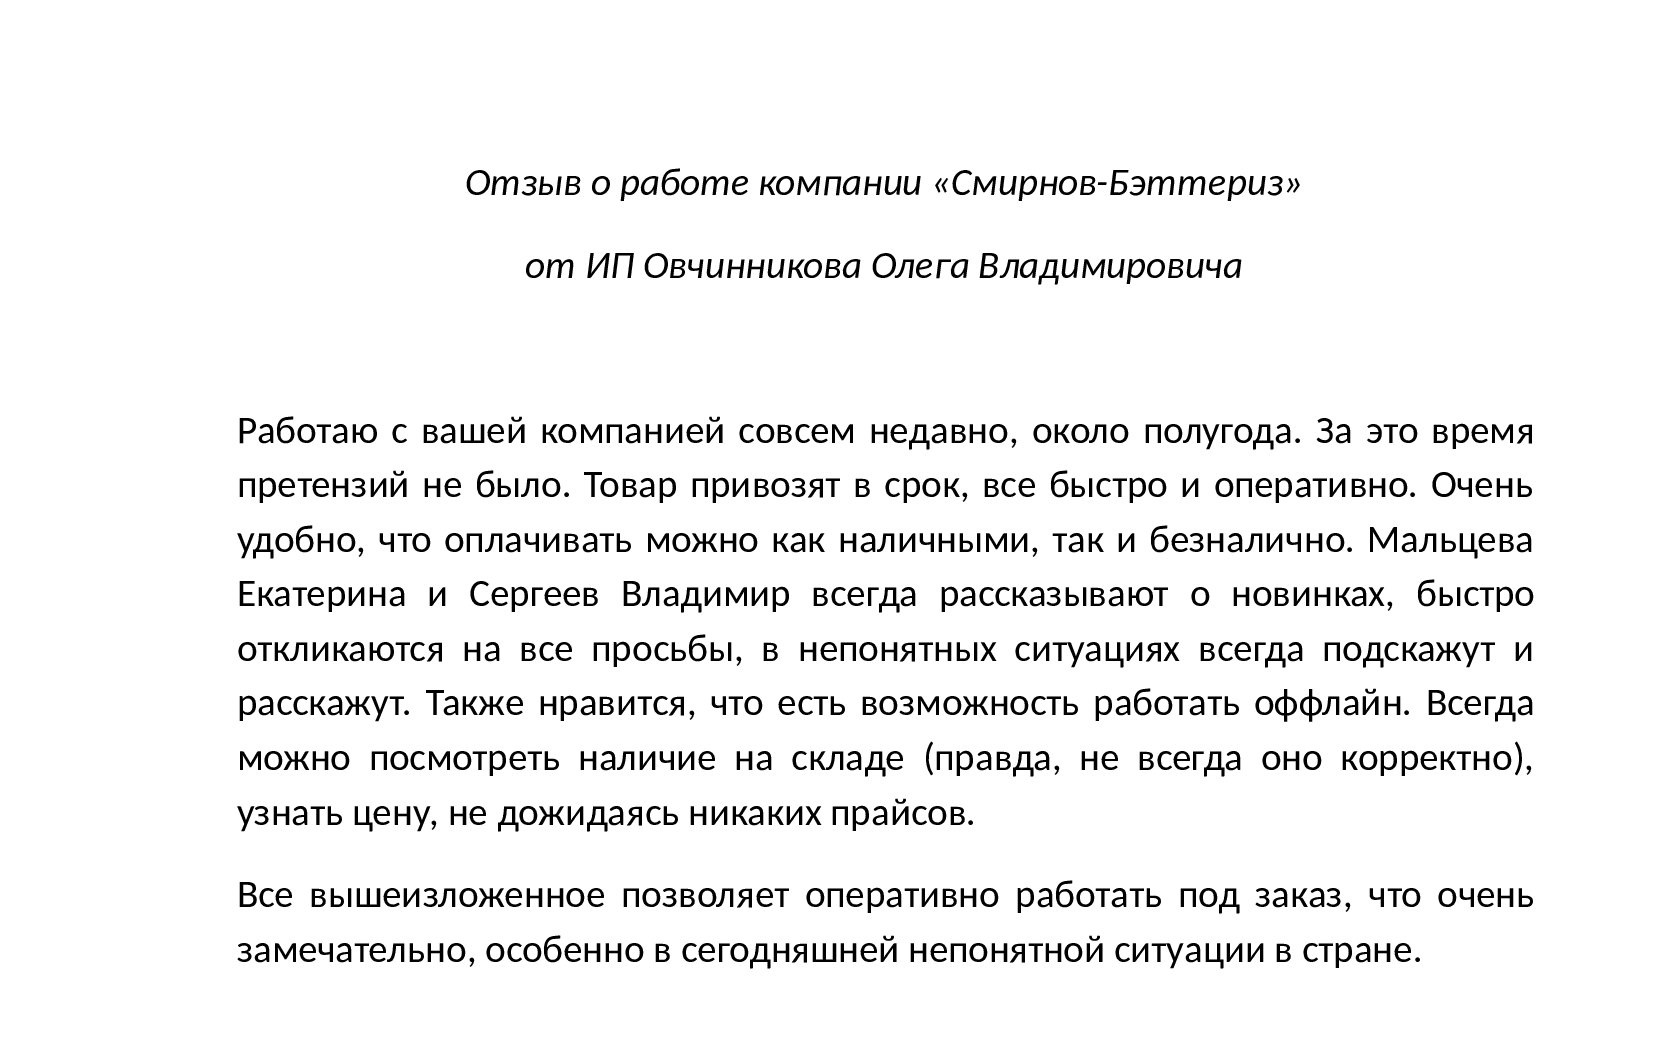 Отзыв о работе компании «Смирнов-Бэттериз»
от ИП Овчинникова Олега Владимировича
Работаю с вашей компанией совсем недавно, около полугода. За это время
претензий не было. Товар привозят в срок, все быстро и оперативно. Очень
удобно, что оплачивать можно как наличными, так и безналично. Мальцева
Екатерина и Сергеев Владимир всегда рассказывают о новинках, быстро
откликаются на все просьбы, в непонятных ситуациях всегда подскажут и
расскажут. Также нравится, что есть возможность работать оффлайн. Всегда
можно посмотреть наличие на складе (правда, не всегда оно корректно),
узнать цену, не дожидаясь никаких прайсов.
Все вышеизложенное позволяет оперативно работать под заказ, что очень
замечательно, особенно в сегодняшней непонятной ситуации в стране.